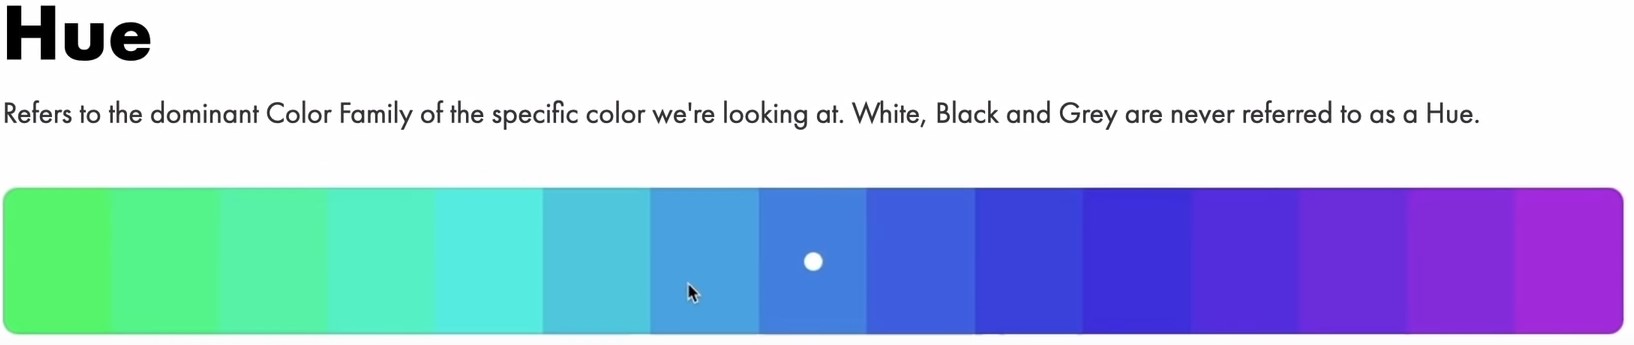 Hue
Refers to the dominant Color Family of the specific color we're looking at. White, Black and Grey are never referred to as a Hue.